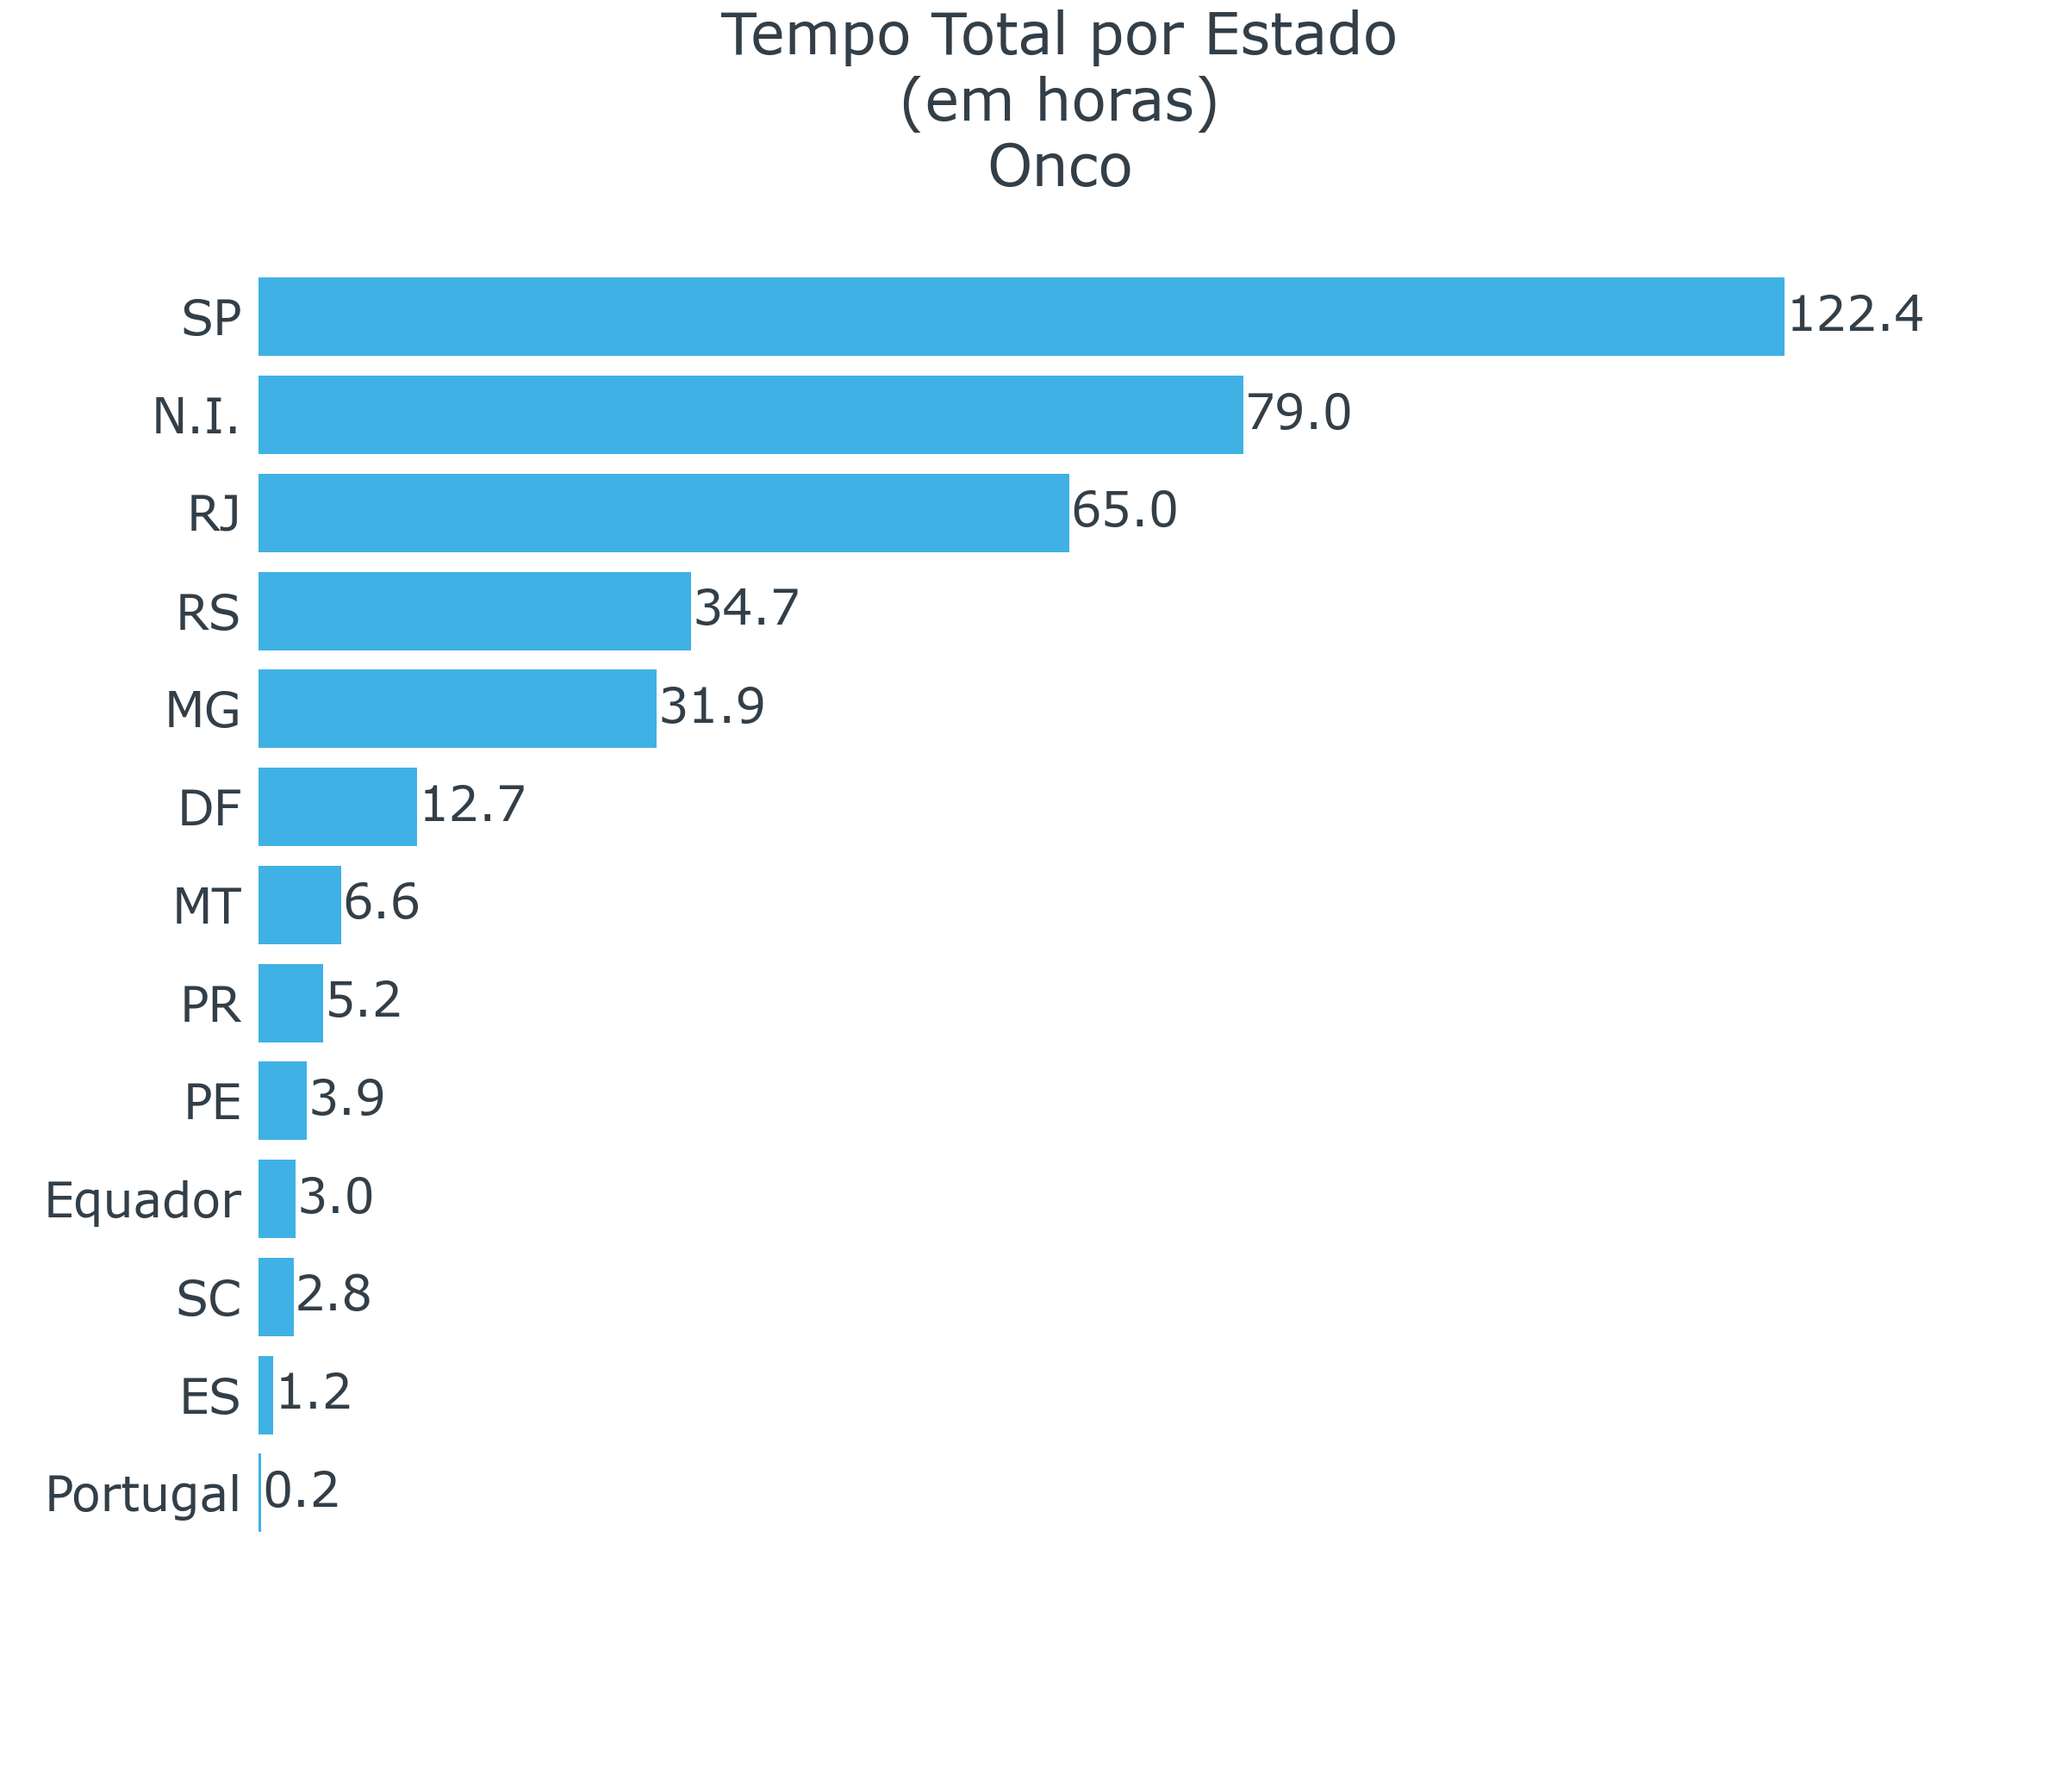 Tempo Total por Estado
(em horas)
Onco
SP 122.4
N.I. 79.0
RJ 65.0
RS 34.7
MG 31.9
DF 12.7
MT 6.6
PR 5.2
PE 3.9
Equador 3.0
SC 2.8
ES 1.2
Portugal 0.2